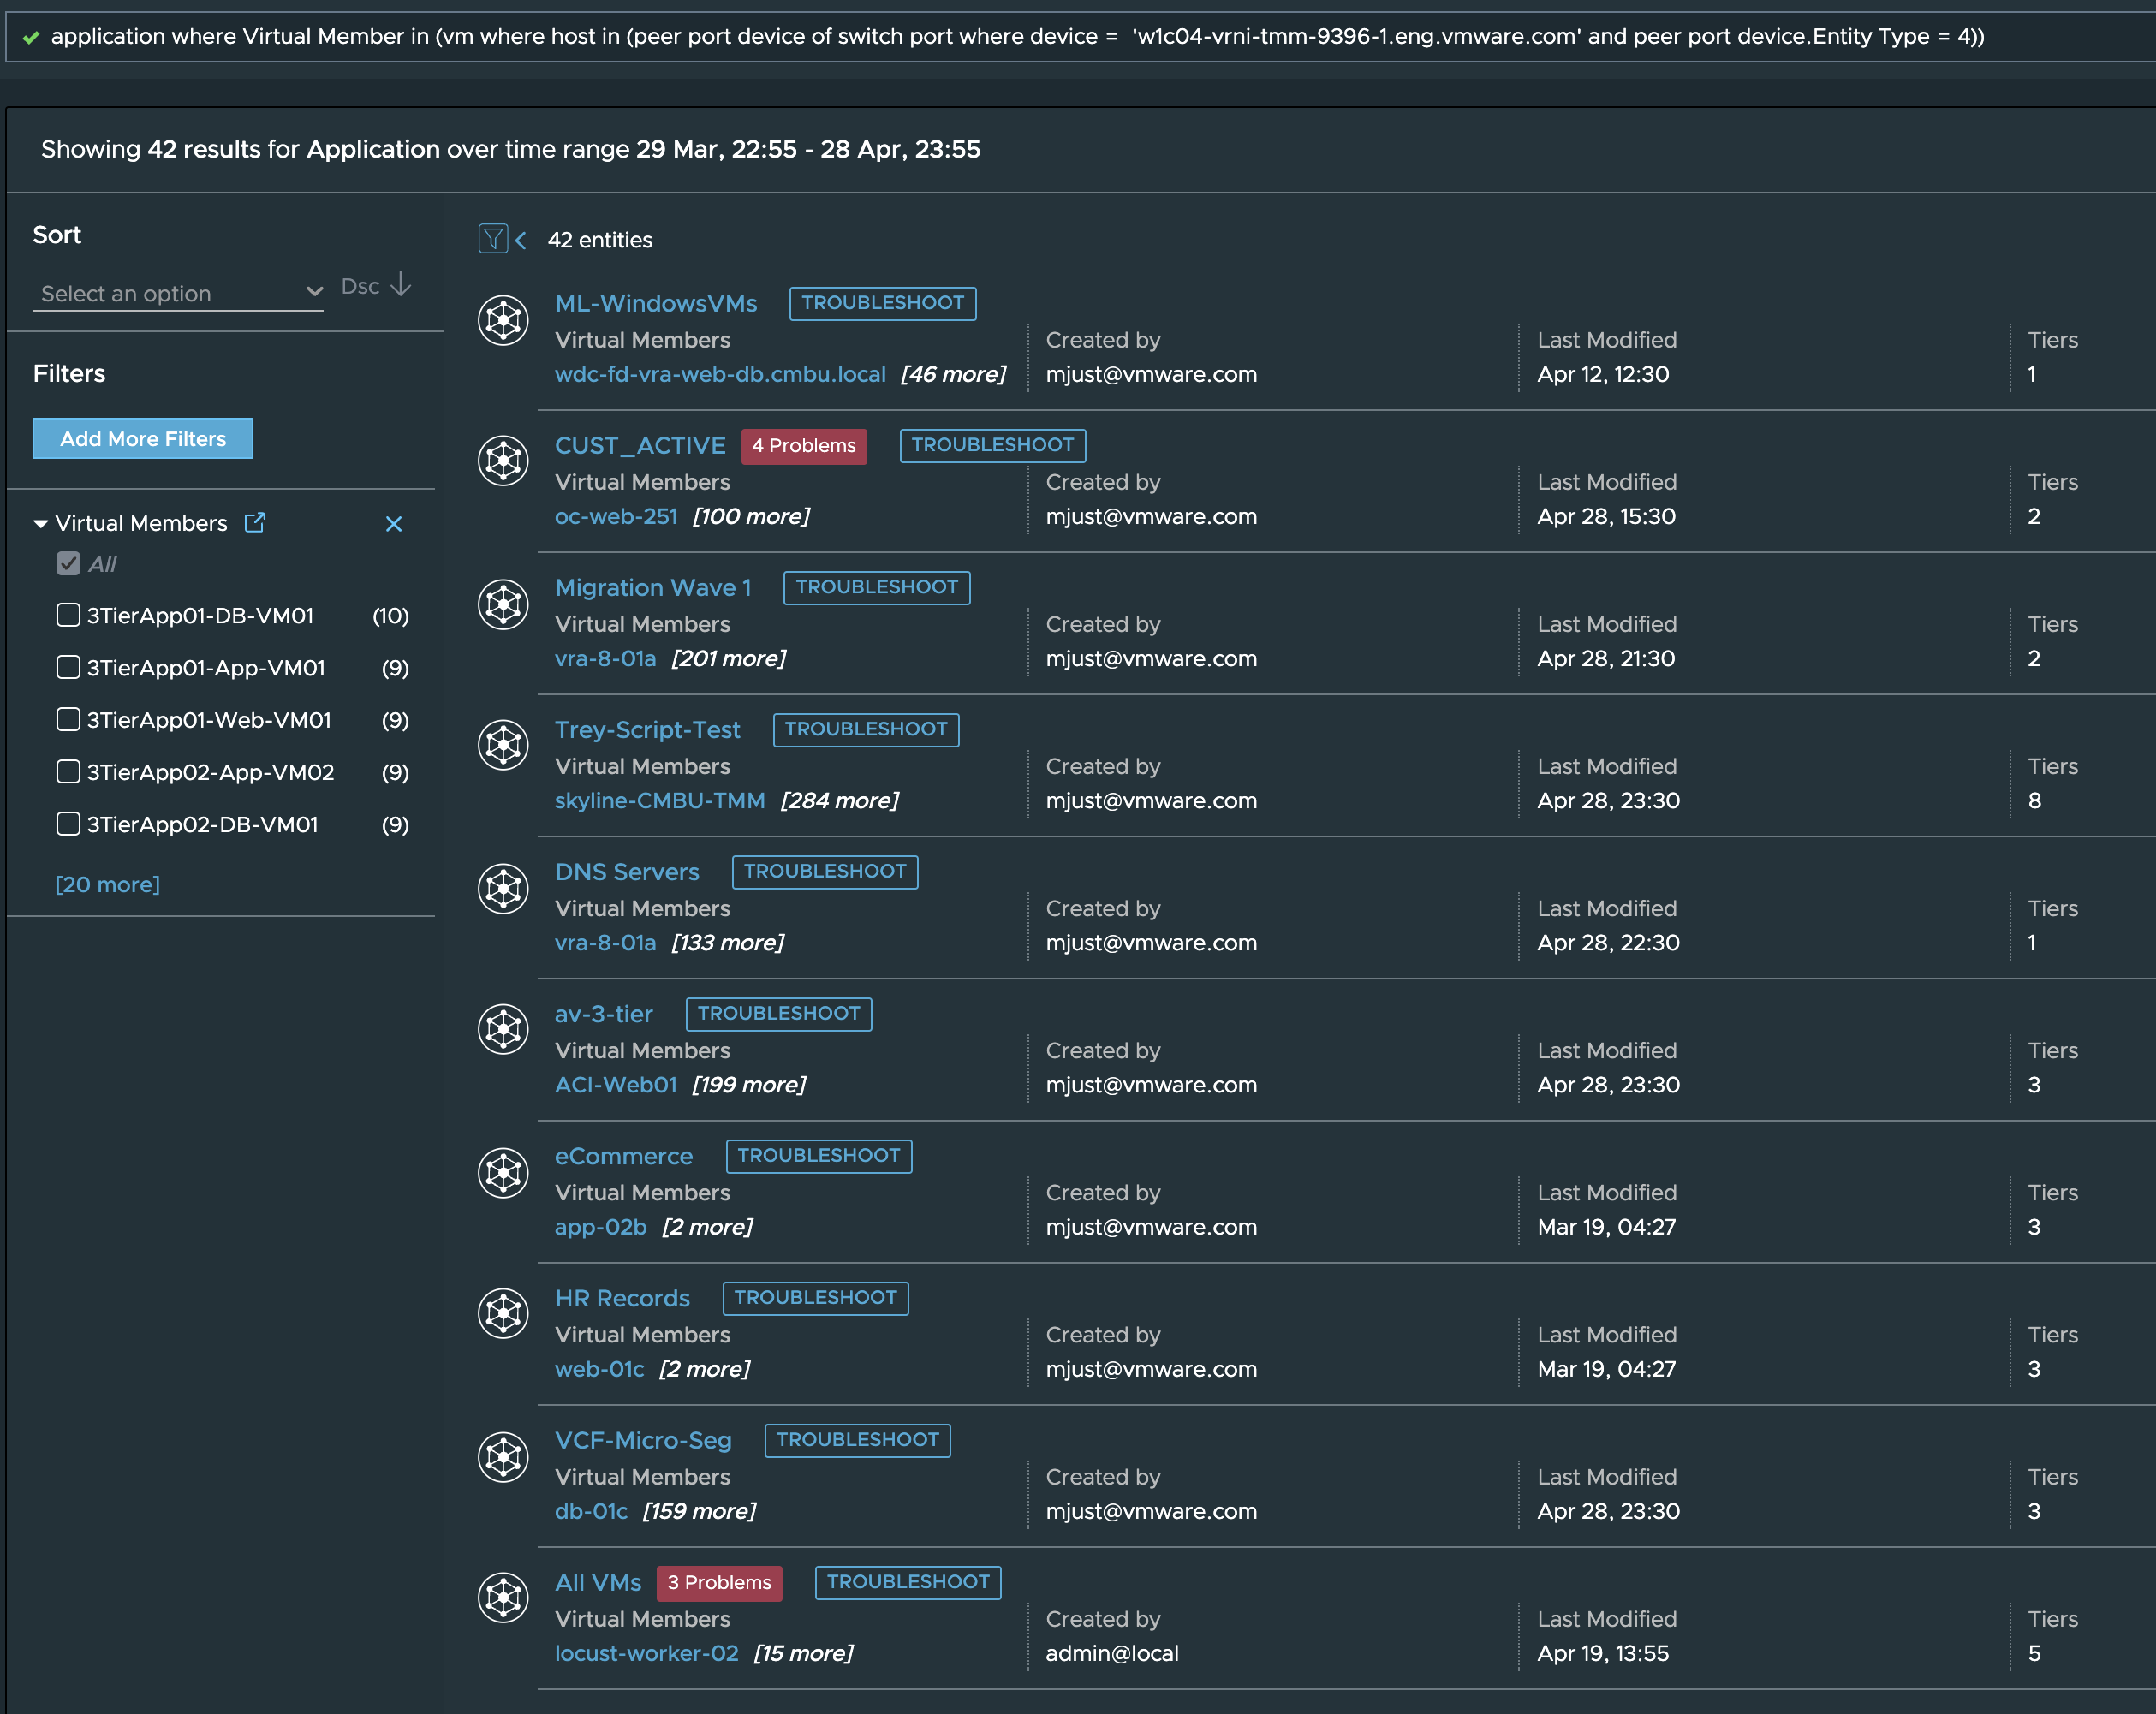 application where Virtual Member in (vm where host in (peer port device of switch port where device = 'w1c04-vrni-tmm-9396-1.eng.vmware.com' and peer port device.Entity Type = 4))
Showing 42 results for Application over time range 29 Mar, 22:55 - 28 Apr, 23:55
Sort
Select an option Dsc
Filters
Add More Filters
Virtual Members
All
3TierApp01-DB-VM01 (10)
3TierApp01-App-VM01 (9)
3TierApp01-Web-VM01 (9)
3TierApp02-App-VM02 (9)
3TierApp02-DB-VM01 (9)
[20 more]
42 entities
ML-WindowsVMs TROUBLESHOOT
Virtual Members Created by Last Modified Tiers
wdc-fd-vra-web-db.cmbu.local [46 more] mjust@vmware.com Apr 12, 12:30 1
CUST_ACTIVE 4 Problems TROUBLESHOOT
Virtual Members Created by Last Modified Tiers
oc-web-251 [100 more] mjust@vmware.com Apr 28, 15:30 2
Migration Wave 1 TROUBLESHOOT
Virtual Members Created by Last Modified Tiers
vra-8-01a [201 more] mjust@vmware.com Apr 28, 21:30 2
Trey-Script-Test TROUBLESHOOT
Virtual Members Created by Last Modified Tiers
skyline-CMBU-TMM [284 more] mjust@vmware.com Apr 28, 23:30 8
DNS Servers TROUBLESHOOT
Virtual Members Created by Last Modified Tiers
vra-8-01a [133 more] mjust@vmware.com Apr 28, 22:30 1
av-3-tier TROUBLESHOOT
Virtual Members Created by Last Modified Tiers
ACI-Web01 [199 more] mjust@vmware.com Apr 28, 23:30 3
eCommerce TROUBLESHOOT
Virtual Members Created by Last Modified Tiers
app-02b [2 more] mjust@vmware.com Mar 19, 04:27 3
HR Records TROUBLESHOOT
Virtual Members Created by Last Modified Tiers
web-01c [2 more] mjust@vmware.com Mar 19, 04:27 3
VCF-Micro-Seg TROUBLESHOOT
Virtual Members Created by Last Modified Tiers
db-01c [159 more] mjust@vmware.com Apr 28, 23:30 3
All VMs 3 Problems TROUBLESHOOT
Virtual Members Created by Last Modified Tiers
locust-worker-02 [15 more] admin@local Apr 19, 13:55 5